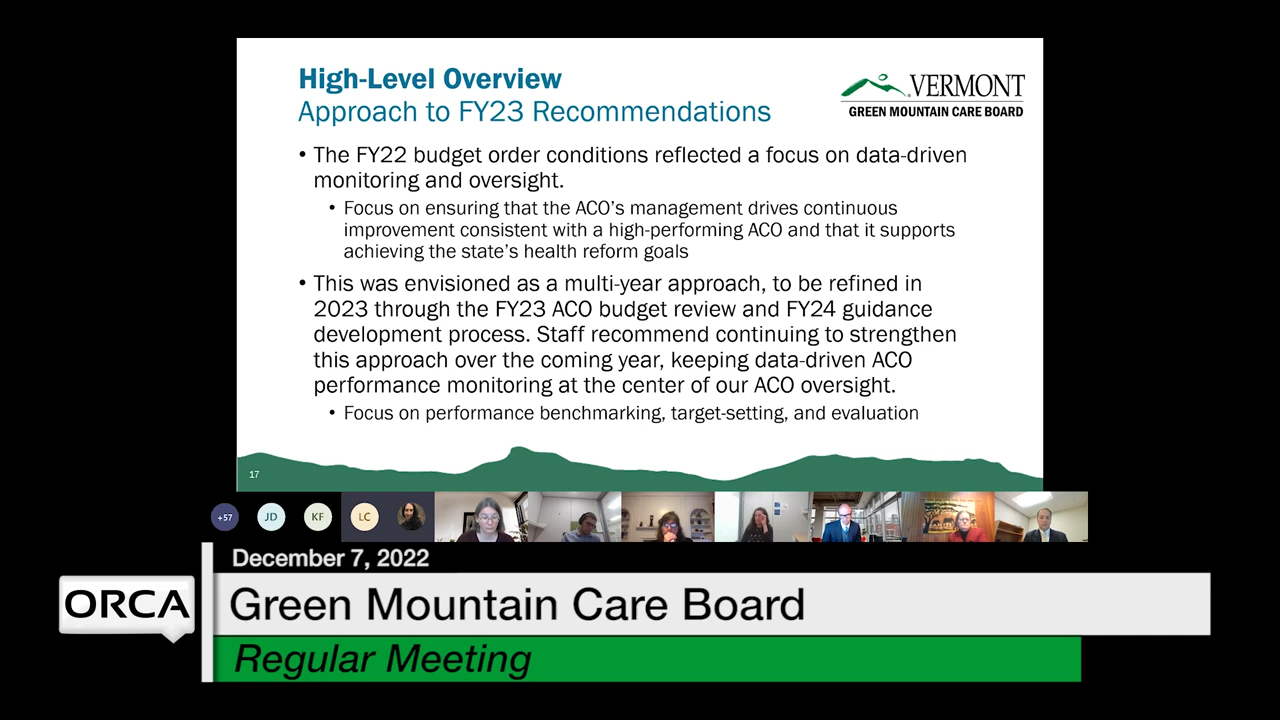 High-Level Overview
Approach to FY23 Recommendations
VERMONT
GREEN MOUNTAIN CARE BOARD
• The FY22 budget order conditions reflected a focus on data-driven
monitoring and oversight.
• Focus on ensuring that the ACO's management drives continuous
improvement consistent with a high-performing ACO and that it supports
achieving the state's health reform goals
• This was envisioned as a multi-year approach, to be refined in
2023 through the FY23 ACO budget review and FY24 guidance
development process. Staff recommend continuing to strengthen
this approach over the coming year, keeping data-driven ACO
performance monitoring at the center of our ACO oversight.
• Focus on performance benchmarking, target-setting, and evaluation
17
+57 JD KF LC
December 7, 2022
ORCA
Green Mountain Care Board
Regular Meeting